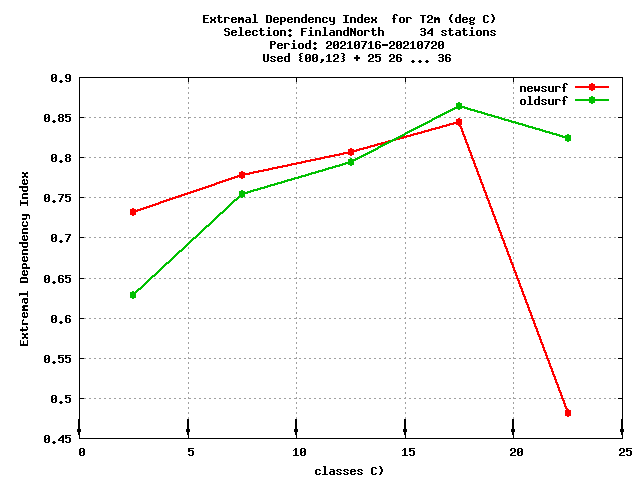 Extremal Dependency Index  for T2m (deg C)
Selection: FinlandNorth     34 stations
Period: 20210716-20210720
Used {00,12} + 25 26 ... 36
newsurf
oldsurf
0.9
0.85
0.8
0.75
0.7
0.65
0.6
0.55
0.5
0.45
Extremal Dependency Index
0 5 10 15 20 25
classes C)